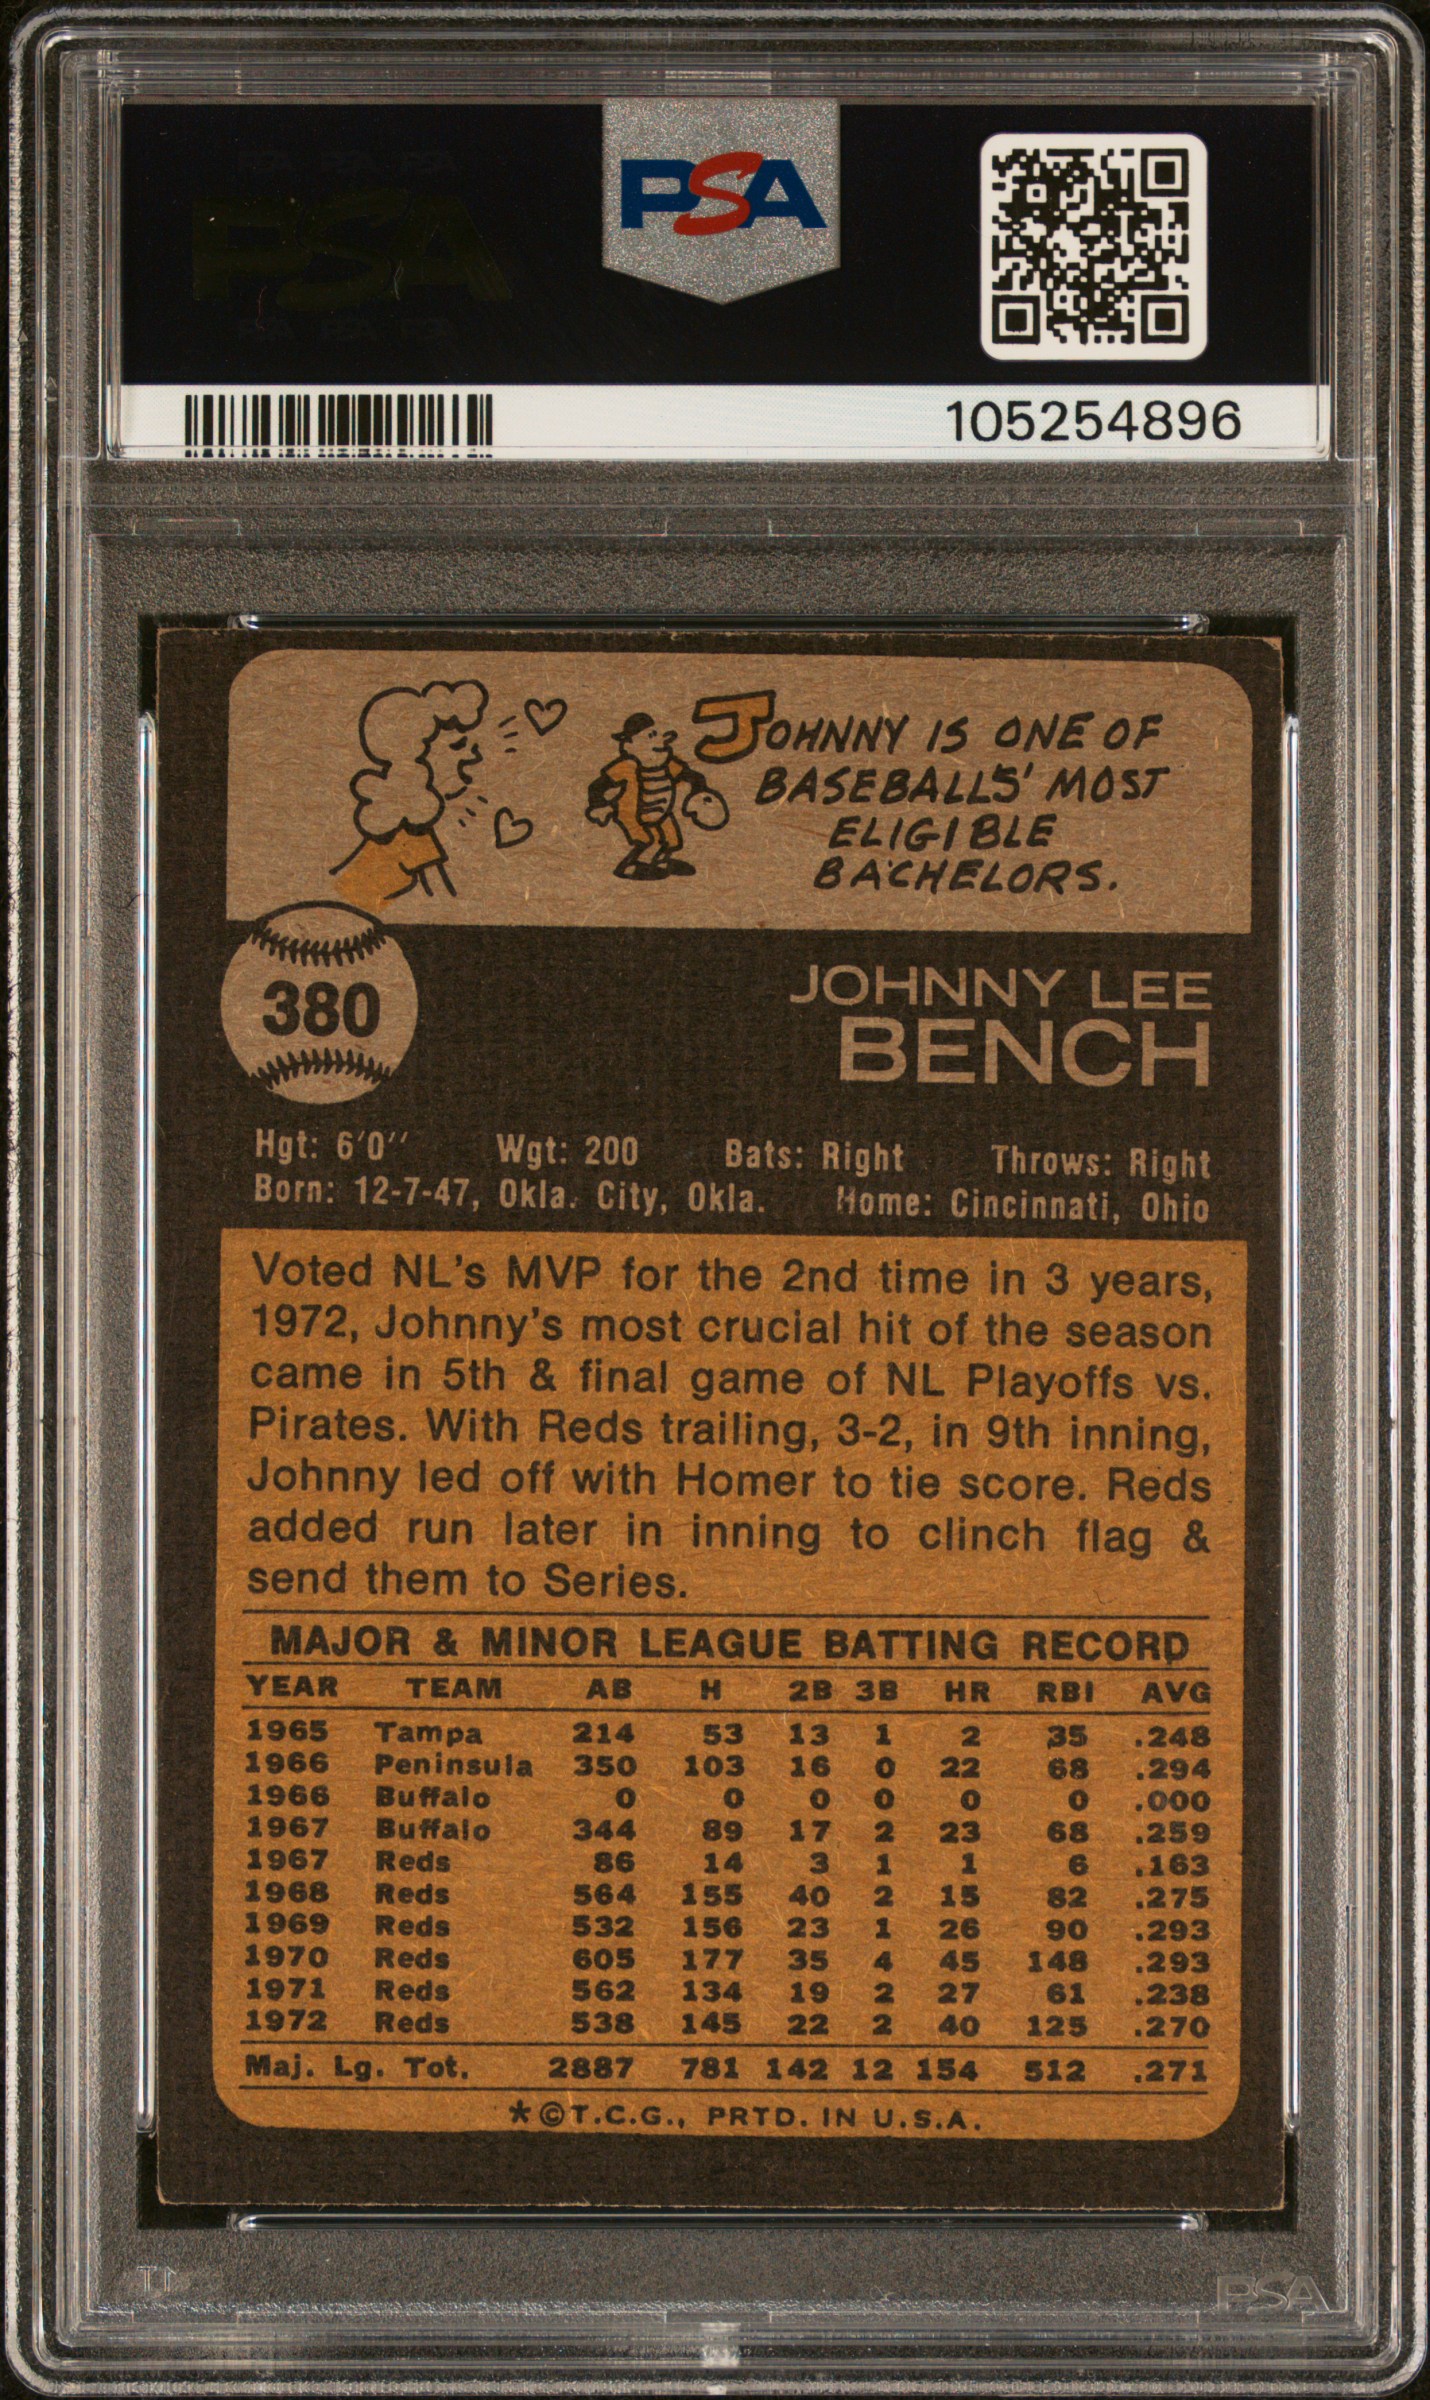 PSA
105254896
JOHNNY IS ONE OF
BASEBALLS' MOST
ELIGIBLE
BACHELORS.
380
JOHNNY LEE
BENCH
Hgt: 6'0'' Wgt: 200 Bats: Right Throws: Right
Born: 12-7-47, Okla. City, Okla. Home: Cincinnati, Ohio
Voted NL's MVP for the 2nd time in 3 years,
1972, Johnny's most crucial hit of the season
came in 5th & final game of NL Playoffs vs.
Pirates. With Reds trailing, 3-2, in 9th inning,
Johnny led off with Homer to tie score. Reds
added run later in inning to clinch flag &
send them to Series.
MAJOR & MINOR LEAGUE BATTING RECORD
YEAR TEAM AB H 2B 3B HR RBI AVG
1965 Tampa 214 53 13 1 2 35 .248
1966 Peninsula 350 103 16 0 22 68 .294
1966 Buffalo 0 0 0 0 0 0 .000
1967 Buffalo 344 89 17 2 23 68 .259
1967 Reds 86 14 3 1 1 6 .163
1968 Reds 564 155 40 2 15 82 .275
1969 Reds 532 156 23 1 26 90 .293
1970 Reds 605 177 35 4 45 148 .293
1971 Reds 562 134 19 2 27 61 .238
1972 Reds 538 145 22 2 40 125 .270
Maj. Lg. Tot. 2887 781 142 12 154 512 .271
*©T.C.G., PRTD. IN U.S.A.
PSA